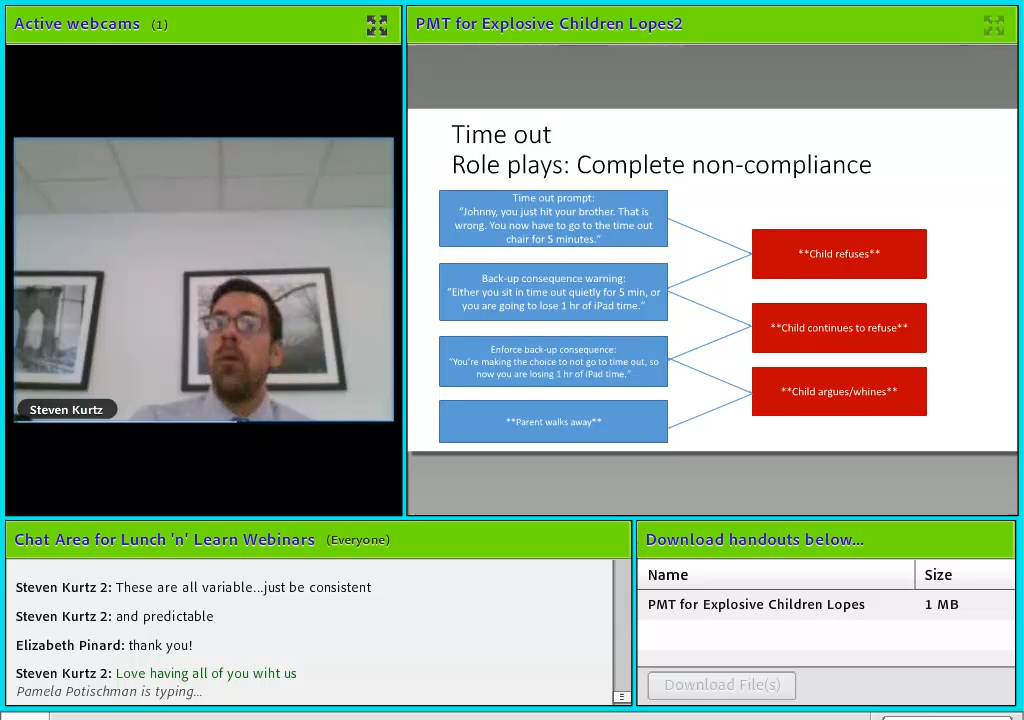 Active webcams (1)
PMT for Explosive Children Lopes2
Steven Kurtz
Time out
Role plays: Complete non-compliance
Time out prompt:
"Johnny, you just hit your brother. That is
wrong. You now have to go to the time out
chair for 5 minutes."
**Child refuses**
Back-up consequence warning:
"Either you sit in time out quietly for 5 min, or
you are going to lose 1 hr of iPad time."
**Child continues to refuse**
Enforce back-up consequence:
"You're making the choice to not go to time out, so
now you are losing 1 hr of iPad time."
**Child argues/whines**
**Parent walks away**
Chat Area for Lunch 'n' Learn Webinars (Everyone)
Steven Kurtz 2: These are all variable...just be consistent
Steven Kurtz 2: and predictable
Elizabeth Pinard: thank you!
Steven Kurtz 2: Love having all of you wiht us
Pamela Potischman is typing...
Download handouts below...
Name Size
PMT for Explosive Children Lopes 1 MB
Download File(s)